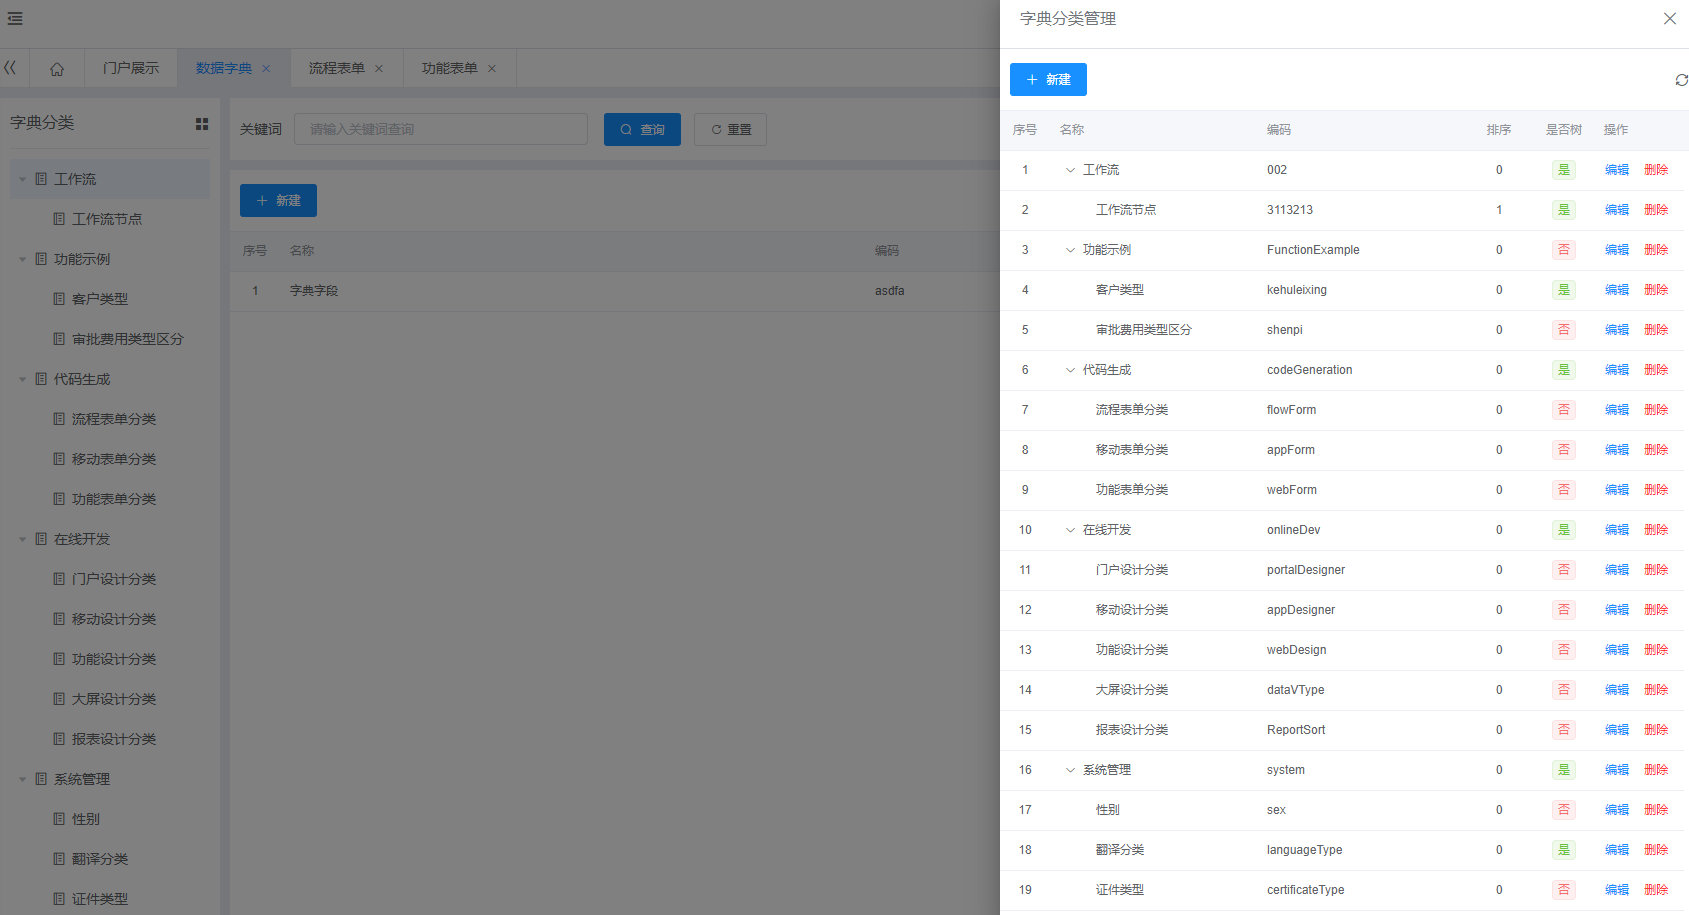 门户展示 数据字典 流程表单 功能表单
字典分类
工作流
工作流节点
功能示例
客户类型
审批费用类型区分
代码生成
流程表单分类
移动表单分类
功能表单分类
在线开发
门户设计分类
移动设计分类
功能设计分类
大屏设计分类
报表设计分类
系统管理
性别
翻译分类
证件类型
关键词 请输入关键词查询 查询 重置
新建
序号 名称 编码
1 字典字段 asdfa
字典分类管理
新建
序号 名称 编码 排序 是否树 操作
1 工作流 002 0 是 编辑 删除
2 工作流节点 3113213 1 是 编辑 删除
3 功能示例 FunctionExample 0 否 编辑 删除
4 客户类型 kehuleixing 0 是 编辑 删除
5 审批费用类型区分 shenpi 0 否 编辑 删除
6 代码生成 codeGeneration 0 是 编辑 删除
7 流程表单分类 flowForm 0 否 编辑 删除
8 移动表单分类 appForm 0 否 编辑 删除
9 功能表单分类 webForm 0 否 编辑 删除
10 在线开发 onlineDev 0 是 编辑 删除
11 门户设计分类 portalDesigner 0 否 编辑 删除
12 移动设计分类 appDesigner 0 否 编辑 删除
13 功能设计分类 webDesign 0 否 编辑 删除
14 大屏设计分类 dataVType 0 否 编辑 删除
15 报表设计分类 ReportSort 0 否 编辑 删除
16 系统管理 system 0 是 编辑 删除
17 性别 sex 0 否 编辑 删除
18 翻译分类 languageType 0 是 编辑 删除
19 证件类型 certificateType 0 否 编辑 删除